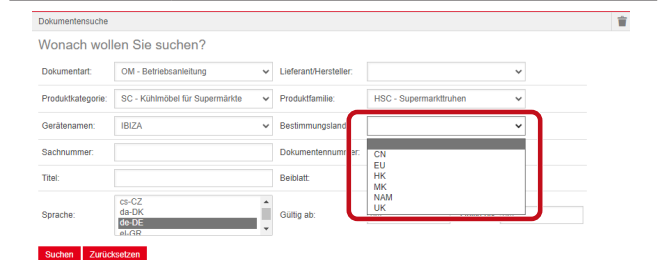 Dokumentensuche
Wonach wollen Sie suchen?
Dokumentart: OM - Betriebsanleitung Lieferant/Hersteller:
Produktkategorie: SC - Kühlmöbel für Supermärkte Produktfamilie: HSC - Supermarkttruhen
Gerätenamen: IBIZA Bestimmungsland
Sachnummer: Dokumentennummer:
CN
EU
HK
MK
NAM
UK
Titel: Beiblatt:
Sprache: Gültig ab:
cs-CZ
da-DK
de-DE
el-GR
Suchen Zurücksetzen